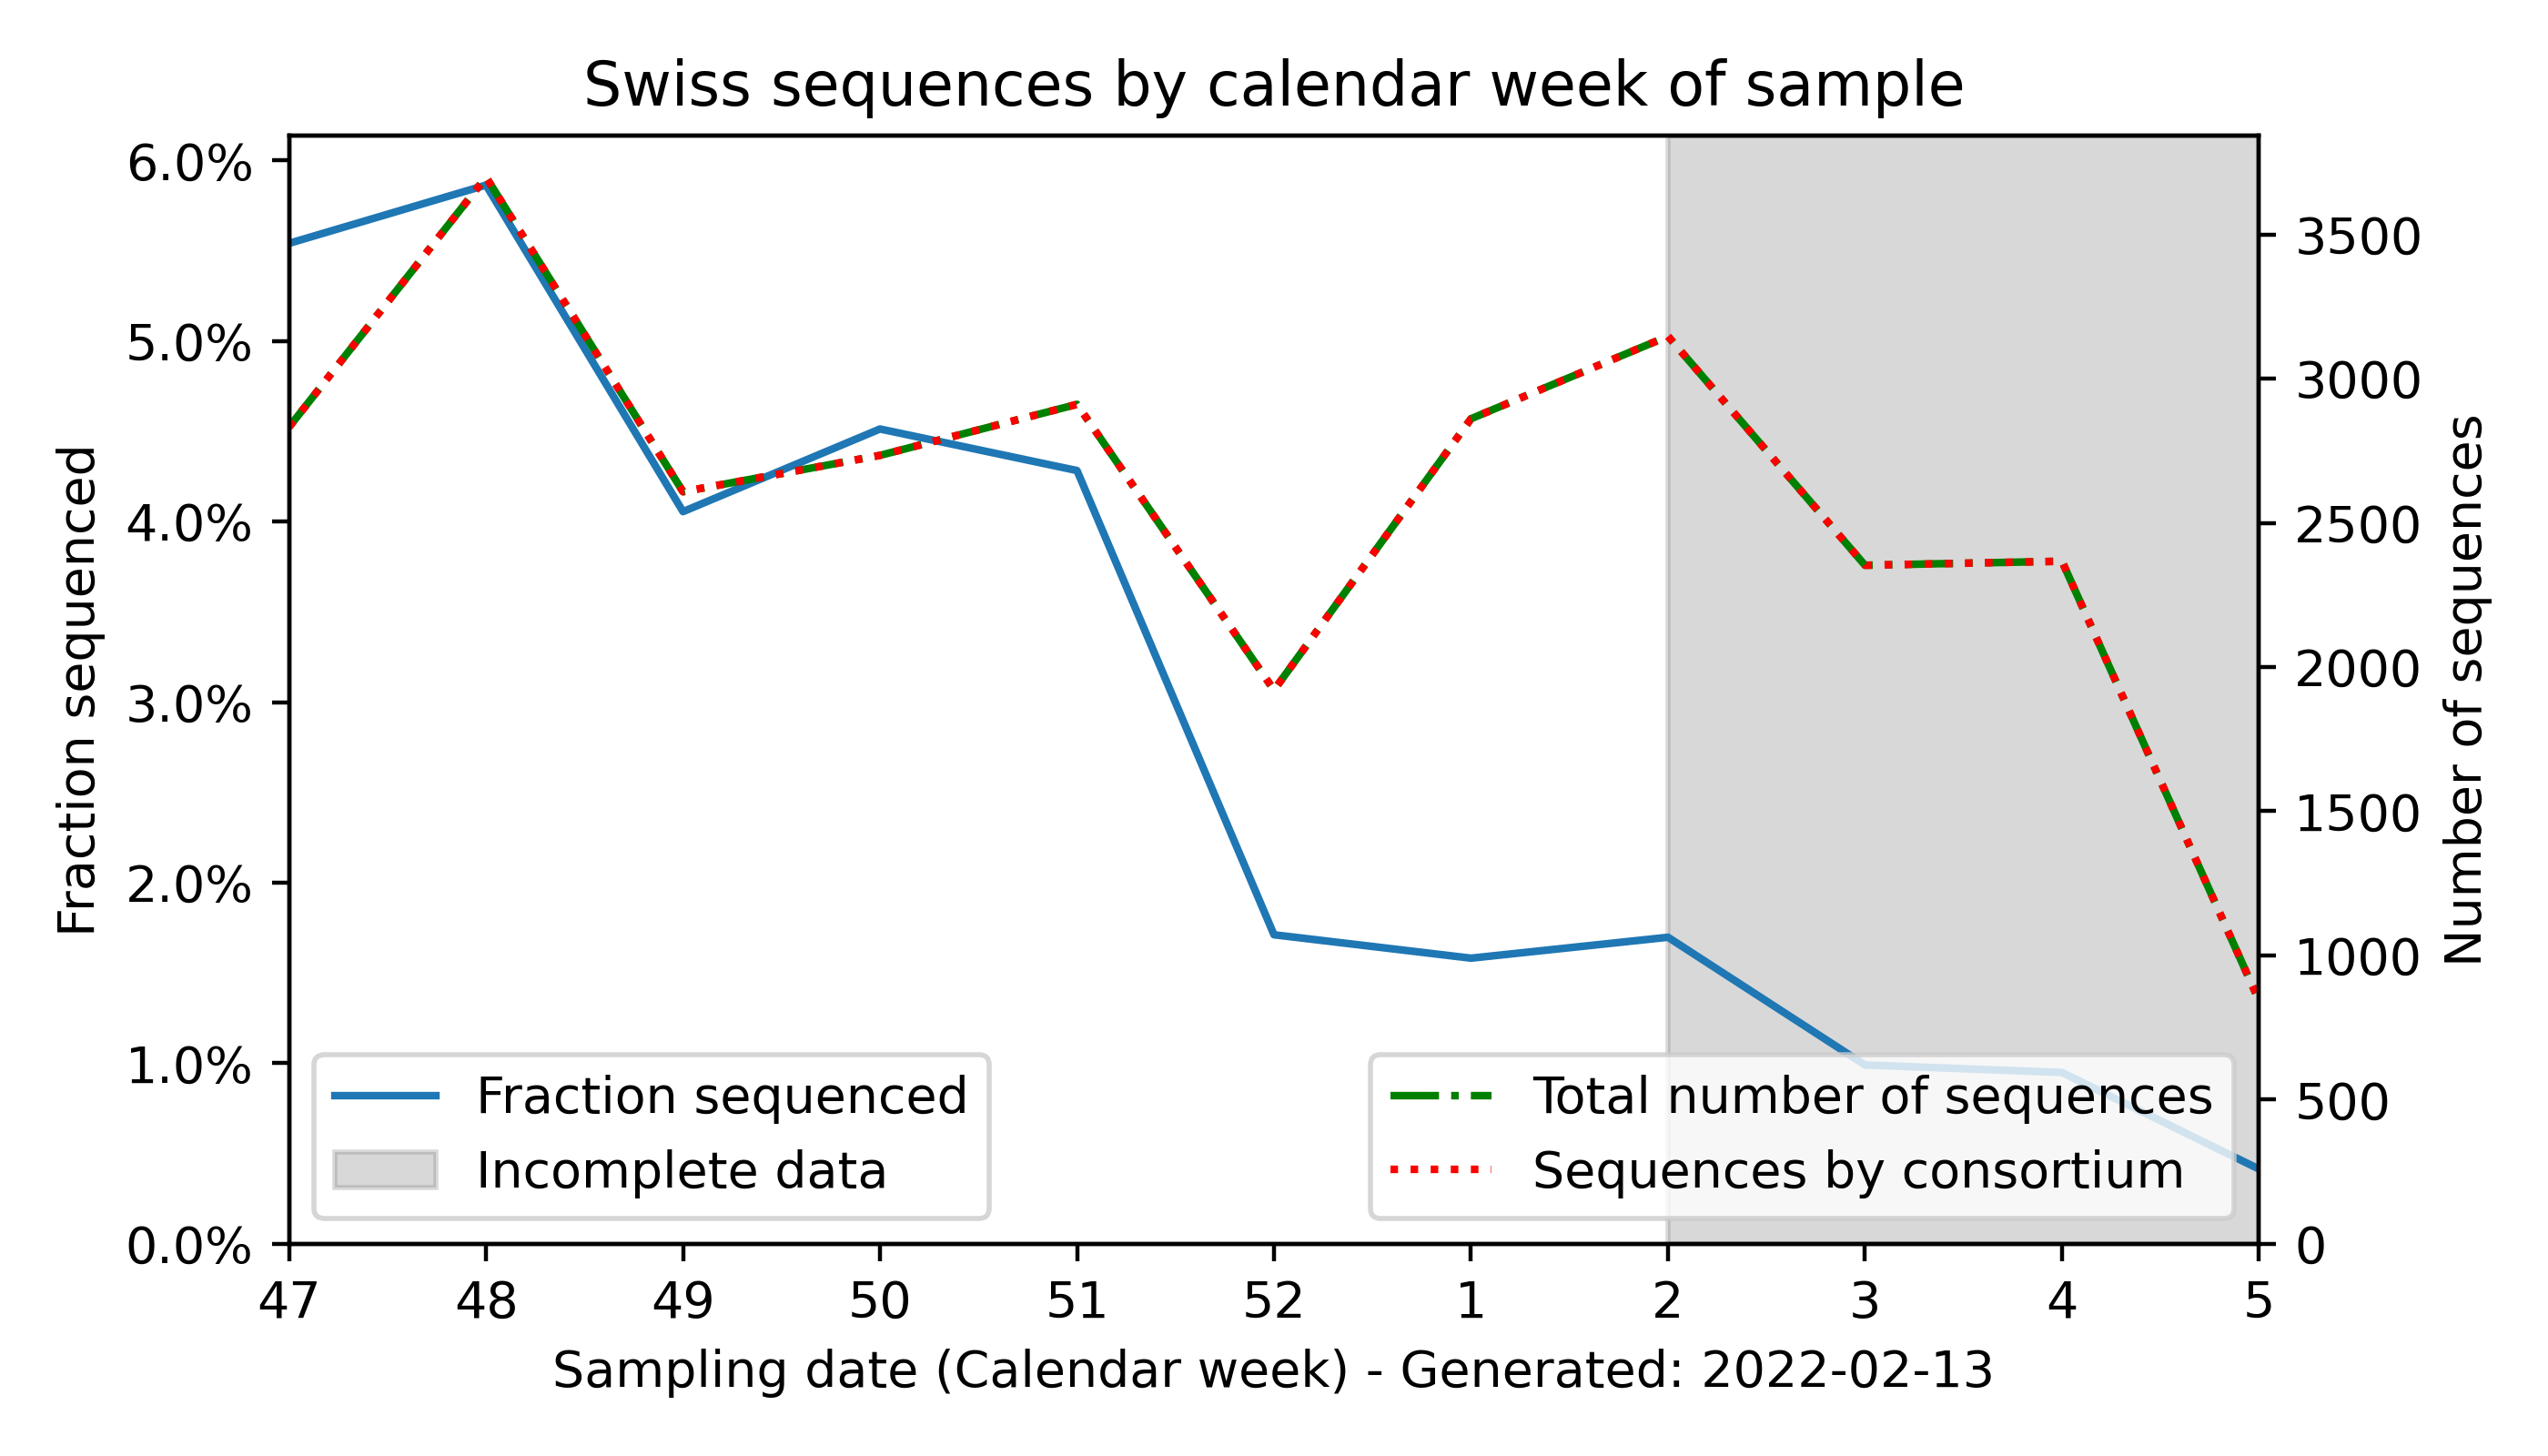 Swiss sequences by calendar week of sample
6.0%
5.0%
4.0%
3.0%
2.0%
1.0%
0.0%
Fraction sequenced
3500
3000
2500
2000
1500
1000
500
0
Number of sequences
Fraction sequenced
Incomplete data
Total number of sequences
Sequences by consortium
47 48 49 50 51 52 1 2 3 4 5
Sampling date (Calendar week) - Generated: 2022-02-13